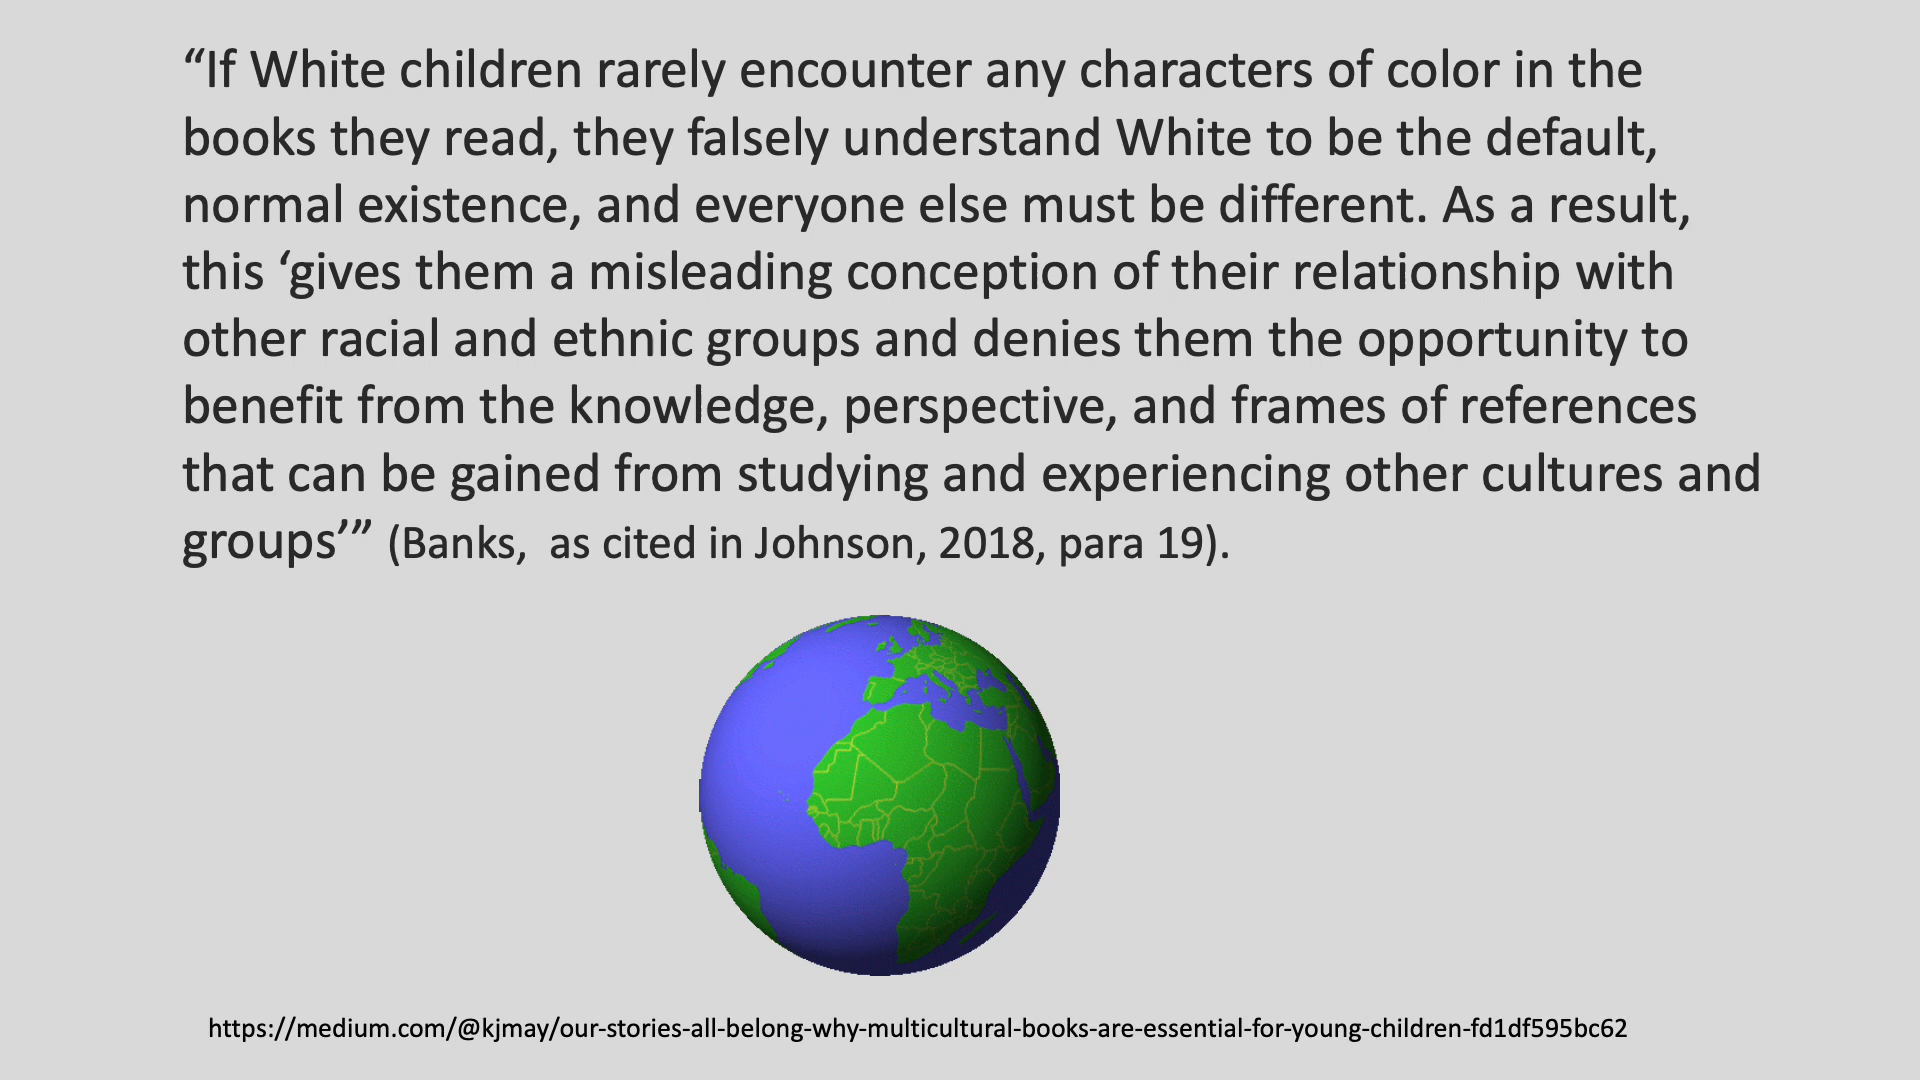 “If White children rarely encounter any characters of color in the
books they read, they falsely understand White to be the default,
normal existence, and everyone else must be different. As a result,
this ‘gives them a misleading conception of their relationship with
other racial and ethnic groups and denies them the opportunity to
benefit from the knowledge, perspective, and frames of references
that can be gained from studying and experiencing other cultures and
groups’” (Banks,  as cited in Johnson, 2018, para 19).
https://medium.com/@kjmay/our-stories-all-belong-why-multicultural-books-are-essential-for-young-children-fd1df595bc62